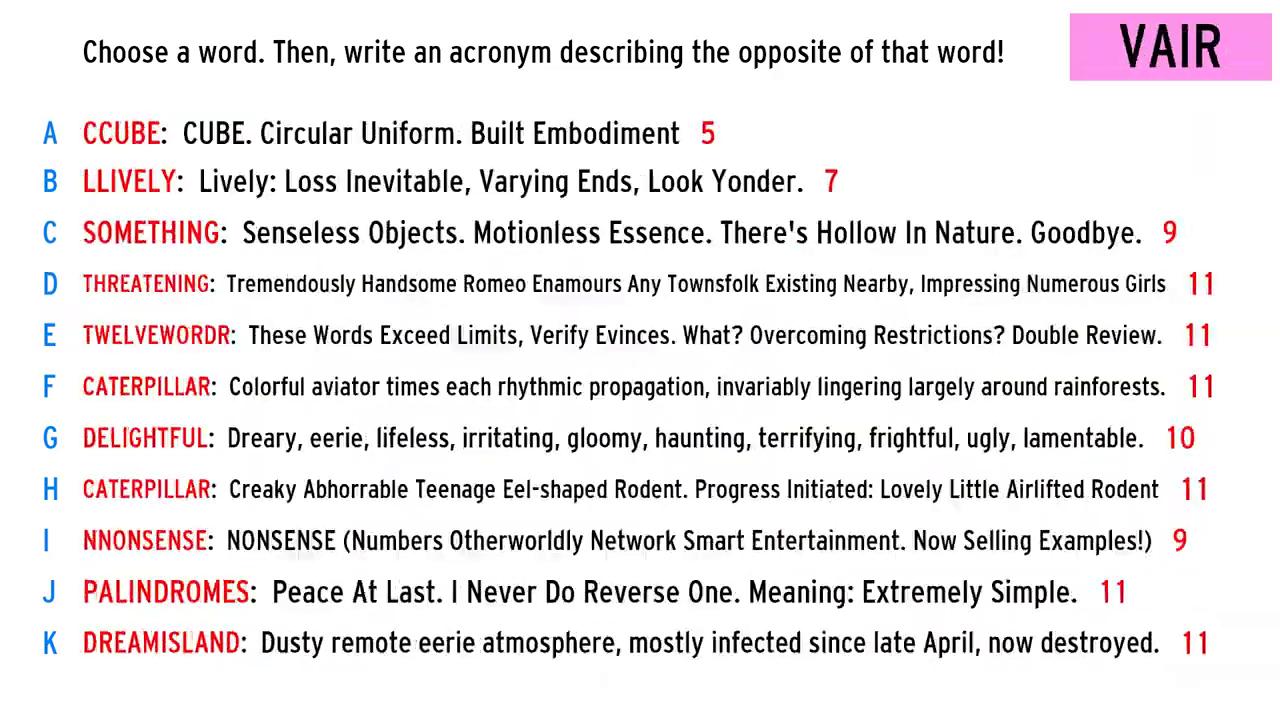 Choose a word. Then, write an acronym describing the opposite of that word!
VAIR
A CCUBE: CUBE. Circular Uniform. Built Embodiment 5
B LLIVELY: Lively: Loss Inevitable, Varying Ends, Look Yonder. 7
C SOMETHING: Senseless Objects. Motionless Essence. There's Hollow In Nature. Goodbye. 9
D THREATENING: Tremendously Handsome Romeo Enamours Any Townsfolk Existing Nearby, Impressing Numerous Girls 11
E TWELVEWORDR: These Words Exceed Limits, Verify Evinces. What? Overcoming Restrictions? Double Review. 11
F CATERPILLAR: Colorful aviator times each rhythmic propagation, invariably lingering largely around rainforests. 11
G DELIGHTFUL: Dreary, eerie, lifeless, irritating, gloomy, haunting, terrifying, frightful, ugly, lamentable. 10
H CATERPILLAR: Creaky Abhorrable Teenage Eel-shaped Rodent. Progress Initiated: Lovely Little Airlifted Rodent 11
I NNONSENSE: NONSENSE (Numbers Otherworldly Network Smart Entertainment. Now Selling Examples!) 9
J PALINDROMES: Peace At Last. I Never Do Reverse One. Meaning: Extremely Simple. 11
K DREAMISLAND: Dusty remote eerie atmosphere, mostly infected since late April, now destroyed. 11